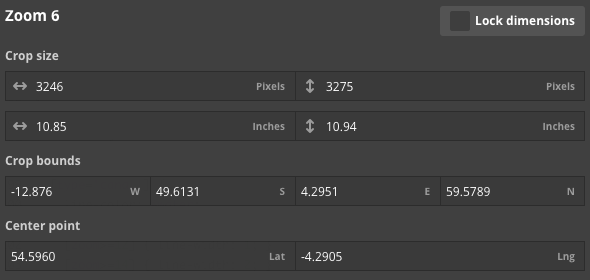 Zoom 6
Lock dimensions
Crop size
3246 Pixels 3275 Pixels
10.85 Inches 10.94 Inches
Crop bounds
-12.876 W 49.6131 S 4.2951 E 59.5789 N
Center point
54.5960 Lat -4.2905 Lng